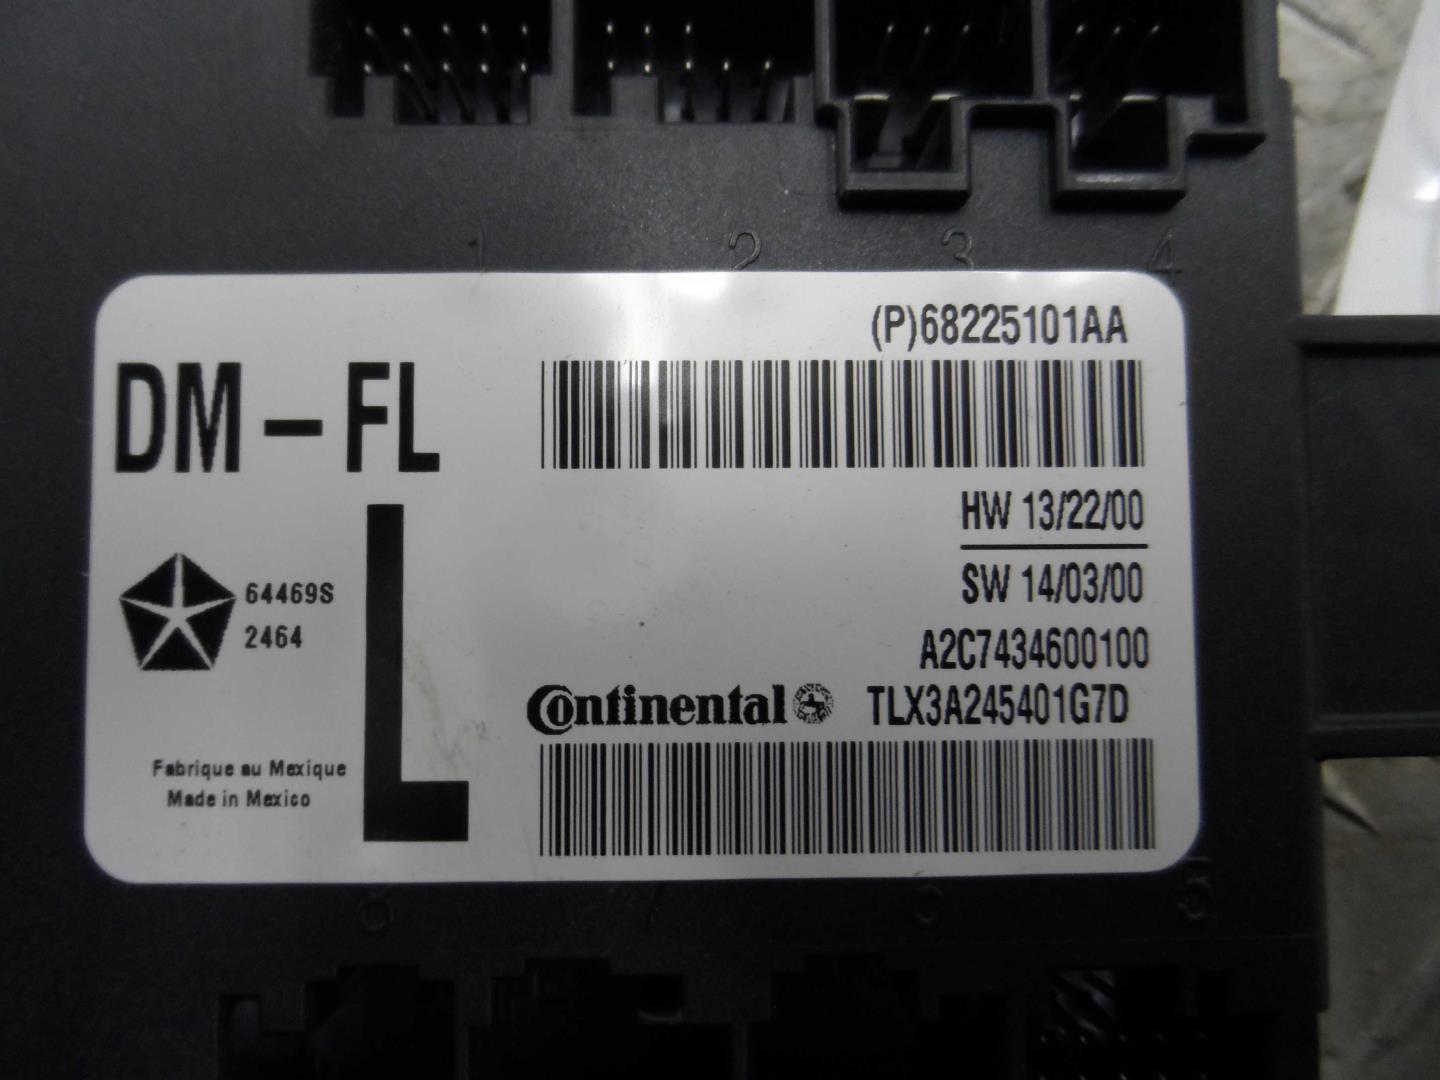 1 2 3 4
(P)68225101AA
DM-FL
HW 13/22/00
SW 14/03/00
64469S
2464
L
A2C7434600100
Continental TLX3A245401G7D
Fabrique au Mexique
Made in Mexico